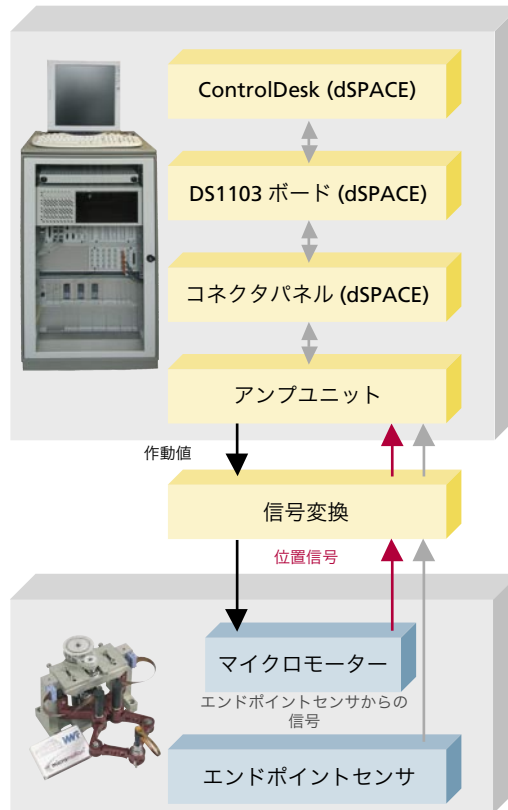 ControlDesk (dSPACE)
DS1103 ボード (dSPACE)
コネクタパネル (dSPACE)
アンプユニット
作動値
信号変換
位置信号
マイクロモーター
エンドポイントセンサからの
信号
エンドポイントセンサ